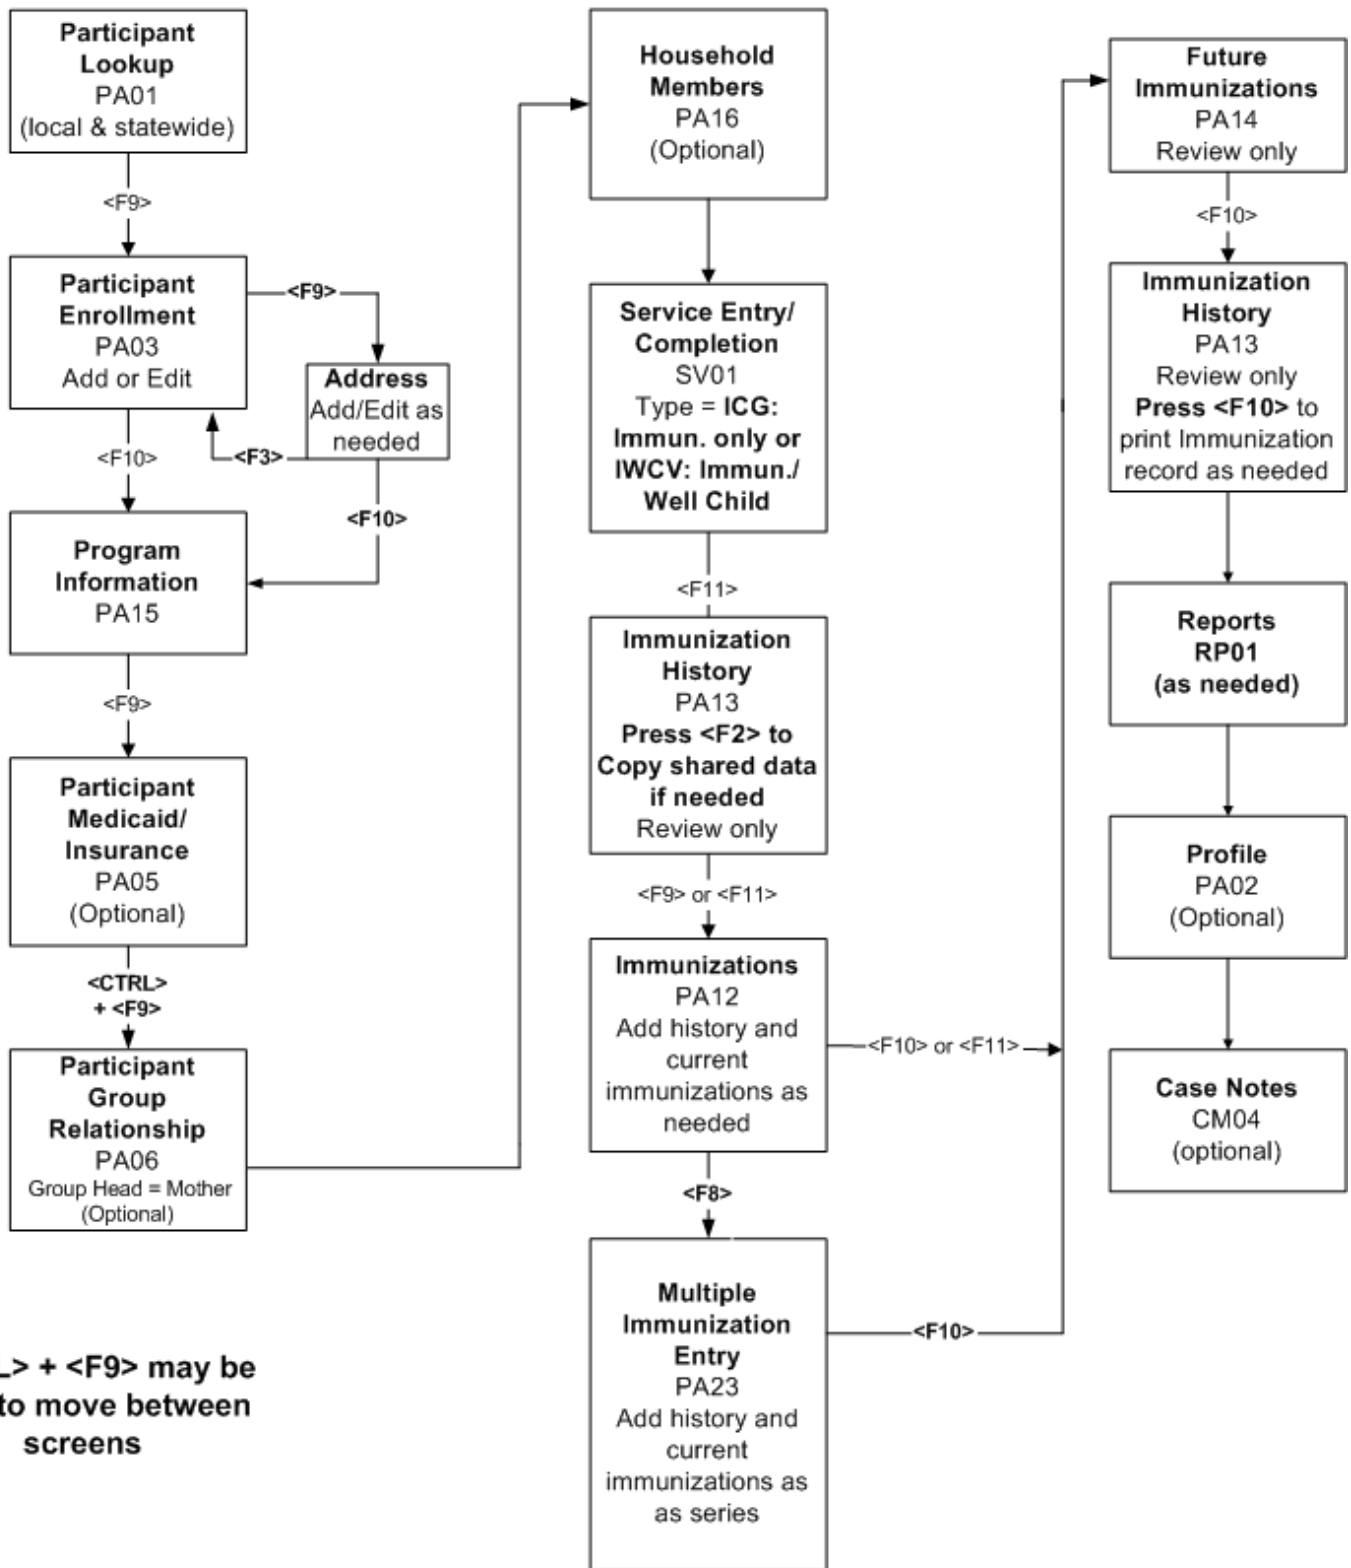 Participant
Lookup
PA01
(local & statewide)
<F9>
Participant
Enrollment
PA03
Add or Edit
<F9>
Address
Add/Edit as
needed
<F3>
<F10>
<F10>
Program
Information
PA15
<F9>
Participant
Medicaid/
Insurance
PA05
(Optional)
<CTRL>
+ <F9>
Participant
Group
Relationship
PA06
Group Head = Mother
(Optional)
L> + <F9> may be
to move between
screens
Household
Members
PA16
(Optional)
Service Entry/
Completion
SV01
Type = ICG:
Immun. only or
IWCV: Immun./
Well Child
<F11>
Immunization
History
PA13
Press <F2> to
Copy shared data
if needed
Review only
<F9> or <F11>
Immunizations
PA12
Add history and
current
immunizations as
needed
<F10> or <F11>
<F8>
Multiple
Immunization
Entry
PA23
Add history and
current
immunizations as
as series
<F10>
Future
Immunizations
PA14
Review only
<F10>
Immunization
History
PA13
Review only
Press <F10> to
print Immunization
record as needed
Reports
RP01
(as needed)
Profile
PA02
(Optional)
Case Notes
CM04
(optional)